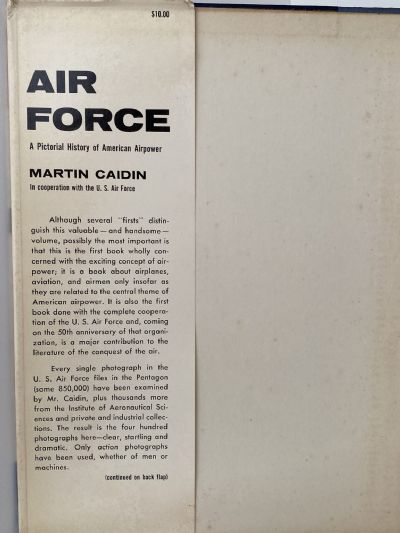 $10.00
AIR
FORCE
A Pictorial History of American Airpower
MARTIN CAIDIN
In cooperation with the U. S. Air Force
Although several "firsts" distin-
guish this valuable — and handsome —
volume, possibly the most important is
that this is the first book wholly con-
cerned with the exciting concept of air-
power; it is a book about airplanes,
aviation, and airmen only insofar as
they are related to the central theme of
American airpower. It is also the first
book done with the complete coopera-
tion of the U. S. Air Force and, coming
on the 50th anniversary of that organi-
zation, is a major contribution to the
literature of the conquest of the air.
Every single photograph in the
U. S. Air Force files in the Pentagon
(some 850,000) have been examined
by Mr. Caidin, plus thousands more
from the Institute of Aeronautical Sci-
ences and private and industrial collec-
tions. The result is the four hundred
photographs here—clear, startling and
dramatic. Only action photographs
have been used, whether of men or
machines.
(continued on back flap)